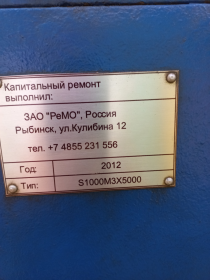 Капитальный ремонт
выполнил:
ЗАО "РеМО", Россия
Рыбинск, ул.Кулибина 12
тел. +7 4855 231 556
Год: 2012
Тип: S1000M3X5000